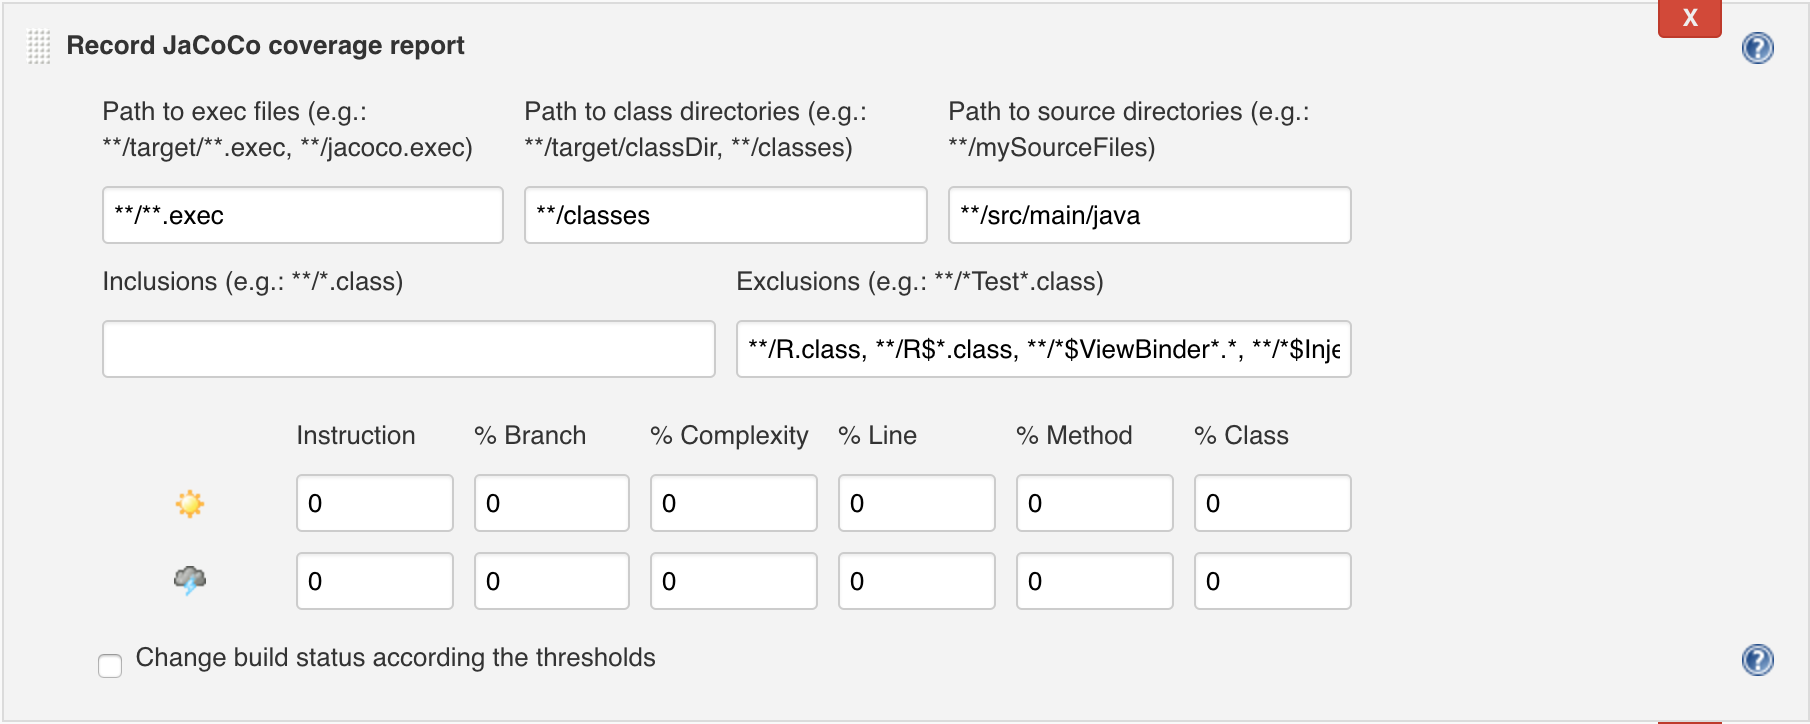 X
Record JaCoCo coverage report
Path to exec files (e.g.:
**/target/**.exec, **/jacoco.exec)
Path to class directories (e.g.:
**/target/classDir, **/classes)
Path to source directories (e.g.:
**/mySourceFiles)
**/**.exec
**/classes
**/src/main/java
Inclusions (e.g.: **/*.class)
Exclusions (e.g.: **/*Test*.class)
**/R.class, **/R$*.class, **/*$ViewBinder*.*, **/*$Inje
Instruction % Branch % Complexity % Line % Method % Class
0 0 0 0 0 0
0 0 0 0 0 0
Change build status according the thresholds